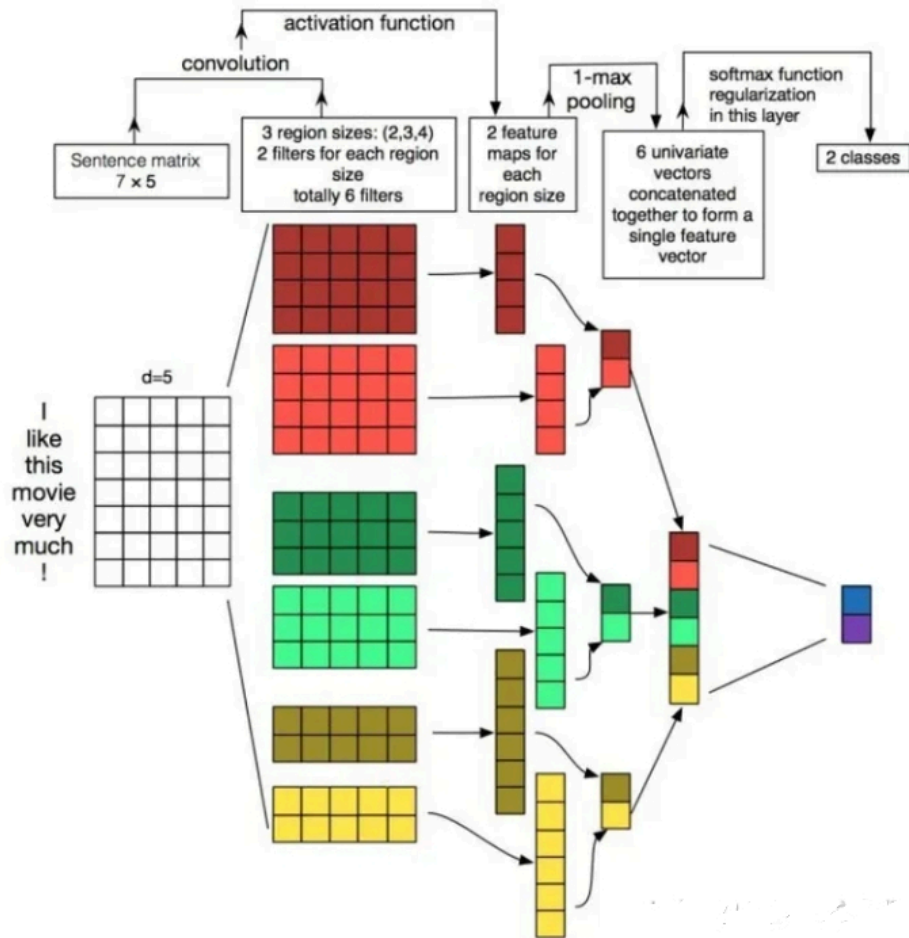 activation function
convolution
1-max
pooling
softmax function
regularization
in this layer
Sentence matrix
7 × 5
3 region sizes: (2,3,4)
2 filters for each region
size
totally 6 filters
2 feature
maps for
each
region size
6 univariate
vectors
concatenated
together to form a
single feature
vector
2 classes
d=5
I
like
this
movie
very
much
!